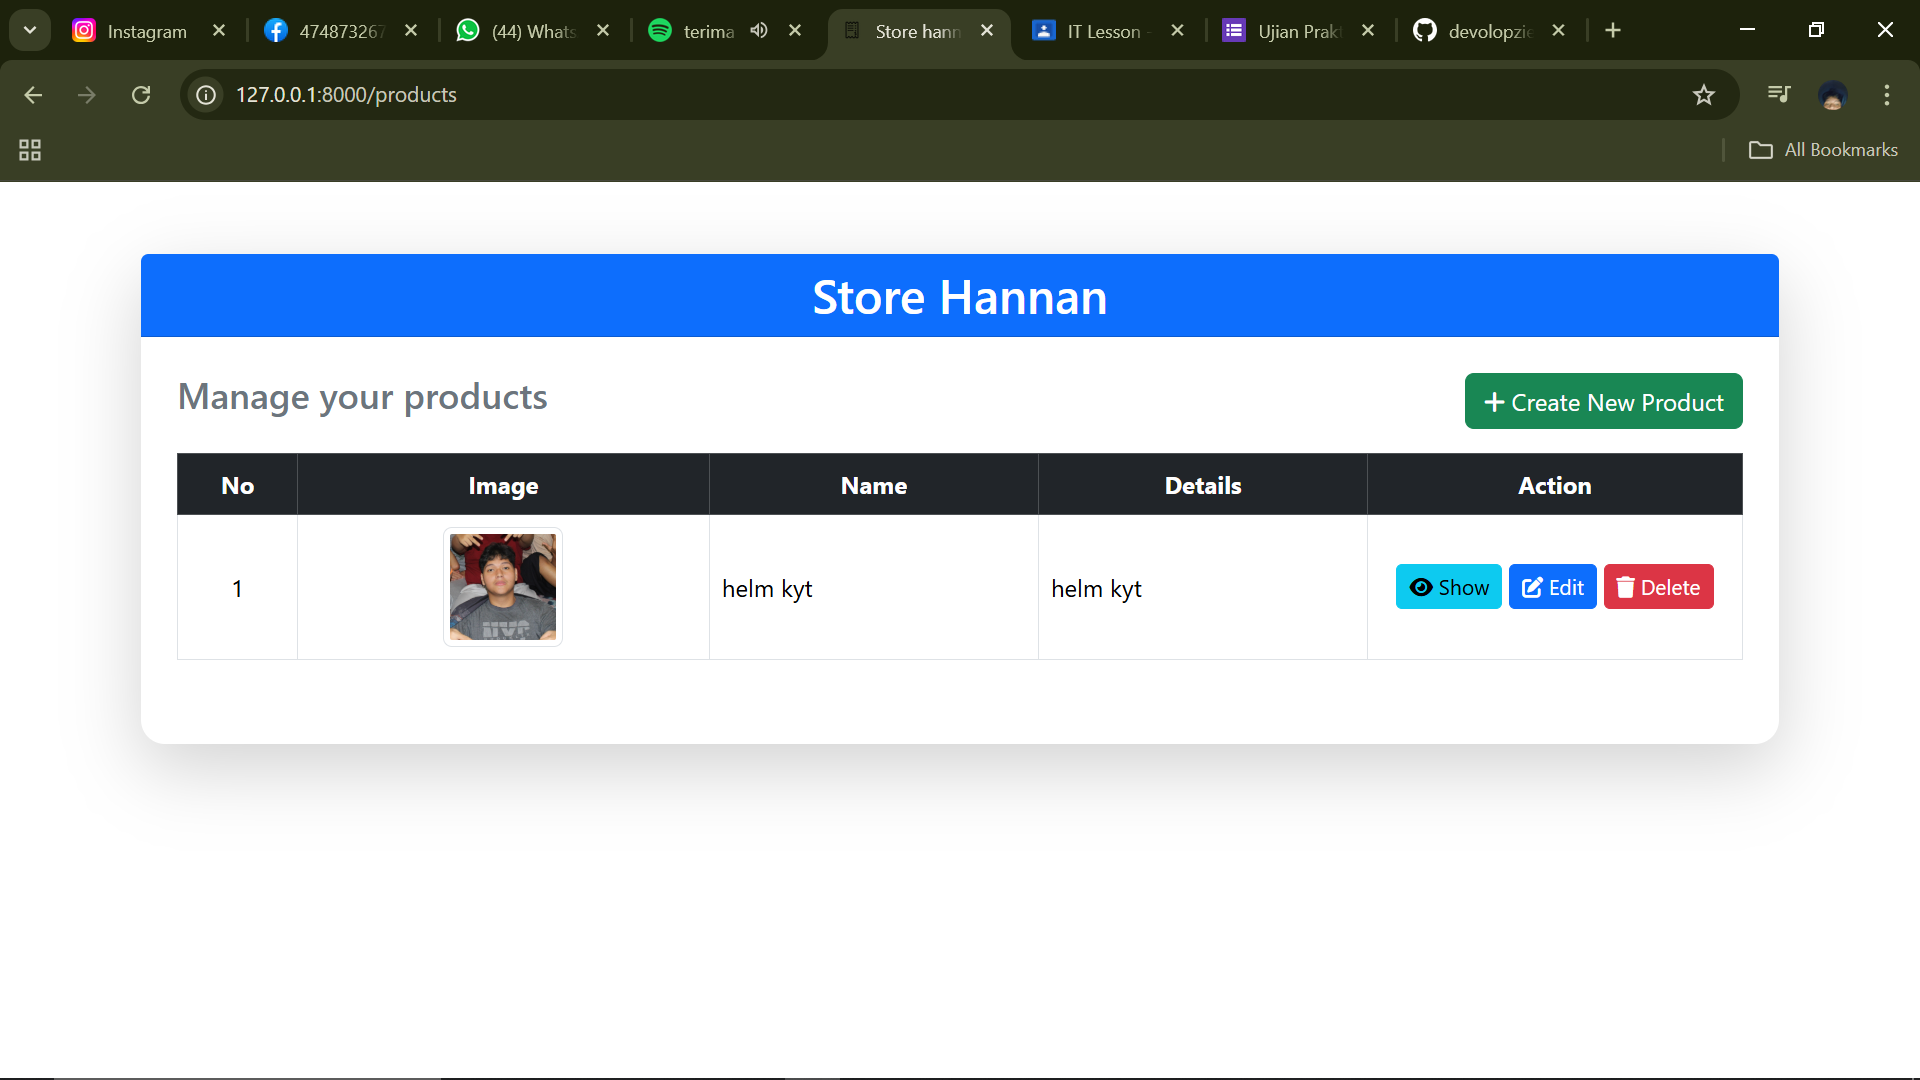 Instagram
474873267
(44) Whats
terima
Store hann
IT Lesson -
Ujian Prakt
devolopzie
127.0.0.1:8000/products
All Bookmarks
Store Hannan
Manage your products
Create New Product
No Image Name Details Action
1 helm kyt helm kyt Show Edit Delete